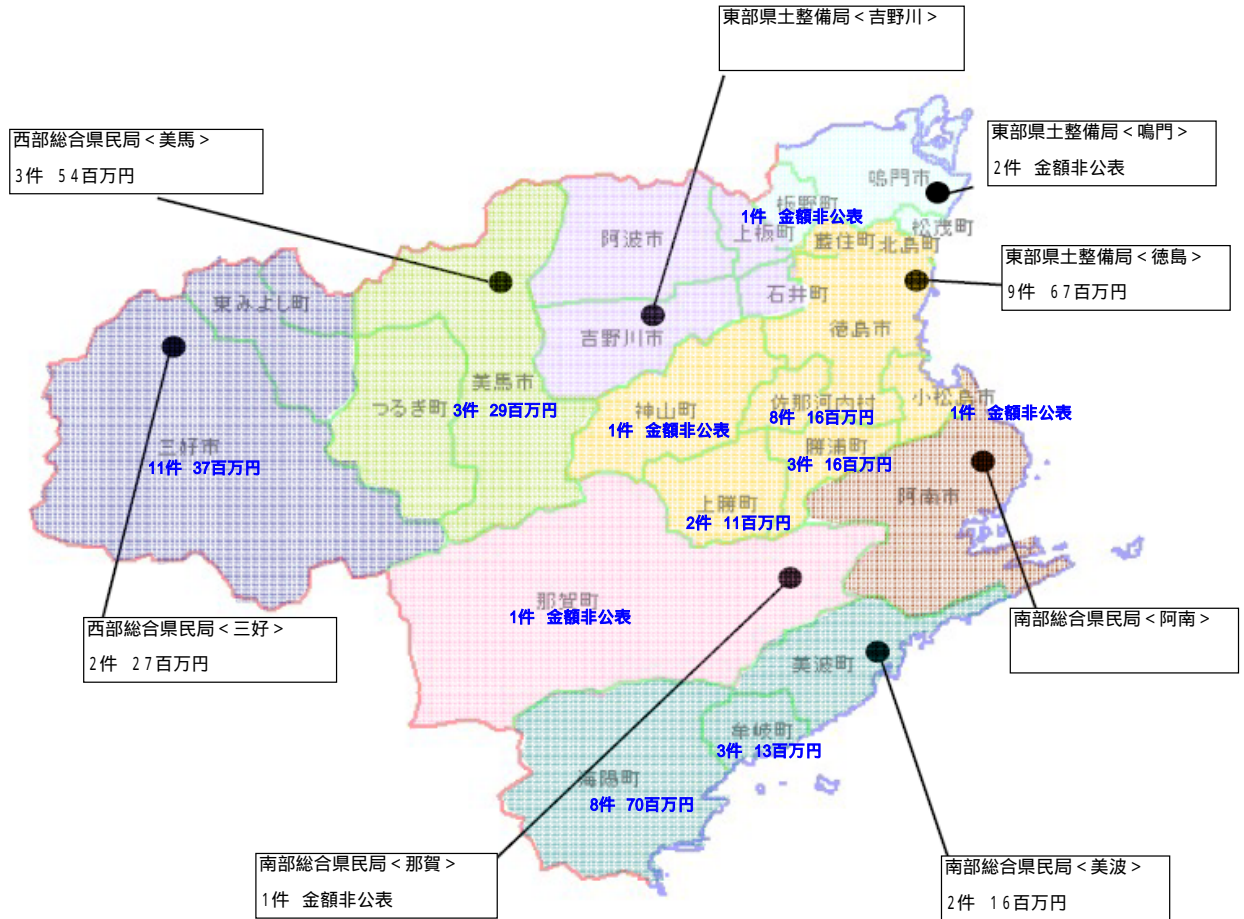 東部県土整備局<吉野川>
東部県土整備局<鳴門>
2件 金額非公表
西部総合県民局<美馬>
3件 54百万円
鳴門市
板野町
1件 金額非公表
上板町
松茂町
藍住町
北島町
阿波市
東部県土整備局<徳島>
9件 67百万円
石井町
東みよし町
徳島市
吉野川市
美馬市
つるぎ町
3件 29百万円
神山町
1件 金額非公表
佐那河内村
8件 16百万円
小松島市
1件 金額非公表
三好市
11件 37百万円
勝浦町
3件 16百万円
阿南市
上勝町
2件 11百万円
那賀町
1件 金額非公表
南部総合県民局<阿南>
西部総合県民局<三好>
2件 27百万円
美波町
牟岐町
3件 13百万円
海陽町
8件 70百万円
南部総合県民局<那賀>
1件 金額非公表
南部総合県民局<美波>
2件 16百万円